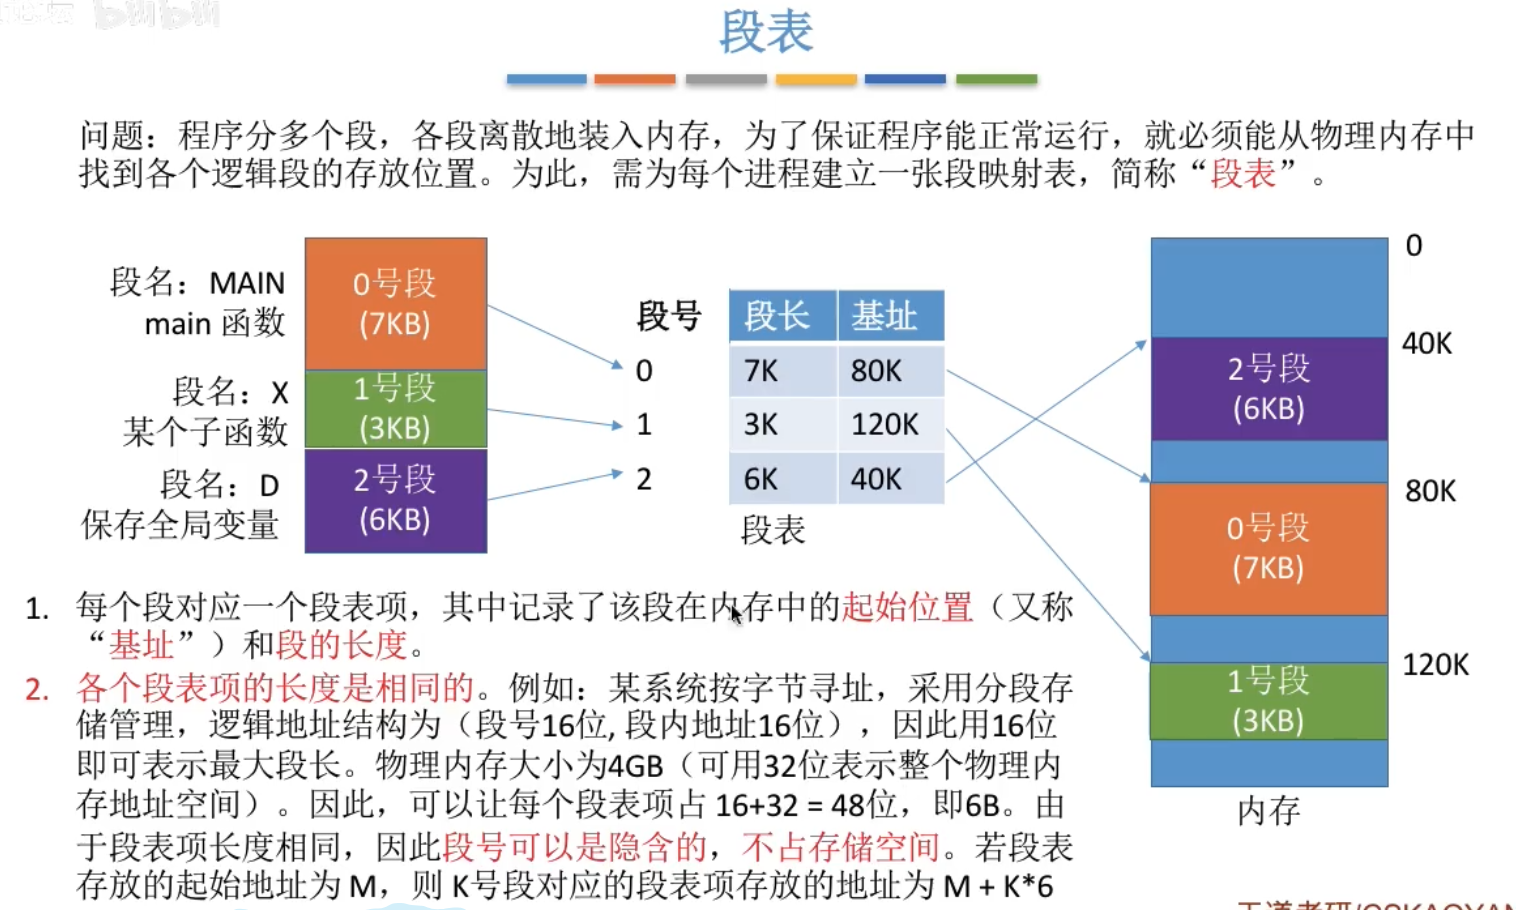 bilibili
段表
问题：程序分多个段，各段离散地装入内存，为了保证程序能正常运行，就必须能从物理内存中
找到各个逻辑段的存放位置。为此，需为每个进程建立一张段映射表，简称“段表”。
段名：MAIN
main 函数
0号段
(7KB)
段名：X
某个子函数
1号段
(3KB)
段名：D
保存全局变量
2号段
(6KB)
段号 段长 基址
0 7K 80K
1 3K 120K
2 6K 40K
段表
0
40K
2号段
(6KB)
80K
0号段
(7KB)
120K
1号段
(3KB)
内存
1. 每个段对应一个段表项，其中记录了该段在内存中的起始位置（又称
“基址”）和段的长度。
2. 各个段表项的长度是相同的。例如：某系统按字节寻址，采用分段存
储管理，逻辑地址结构为（段号16位, 段内地址16位），因此用16位
即可表示最大段长。物理内存大小为4GB（可用32位表示整个物理内
存地址空间）。因此，可以让每个段表项占 16+32 = 48位，即6B。由
于段表项长度相同，因此段号可以是隐含的，不占存储空间。若段表
存放的起始地址为 M，则 K号段对应的段表项存放的地址为 M + K*6